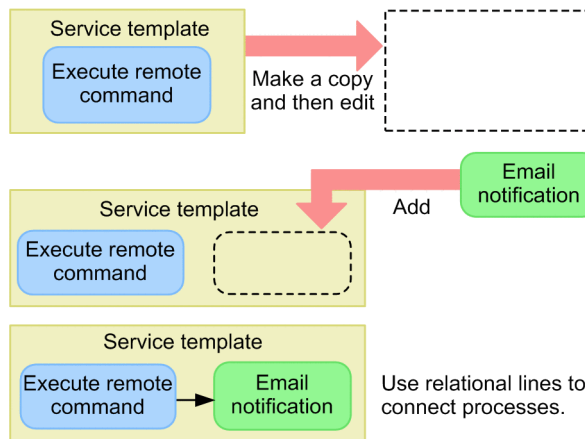 Service template
Execute remote
command
Make a copy
and then edit
Email
notification
Add
Service template
Execute remote
command
Service template
Execute remote
command
Email
notification
Use relational lines to
connect processes.